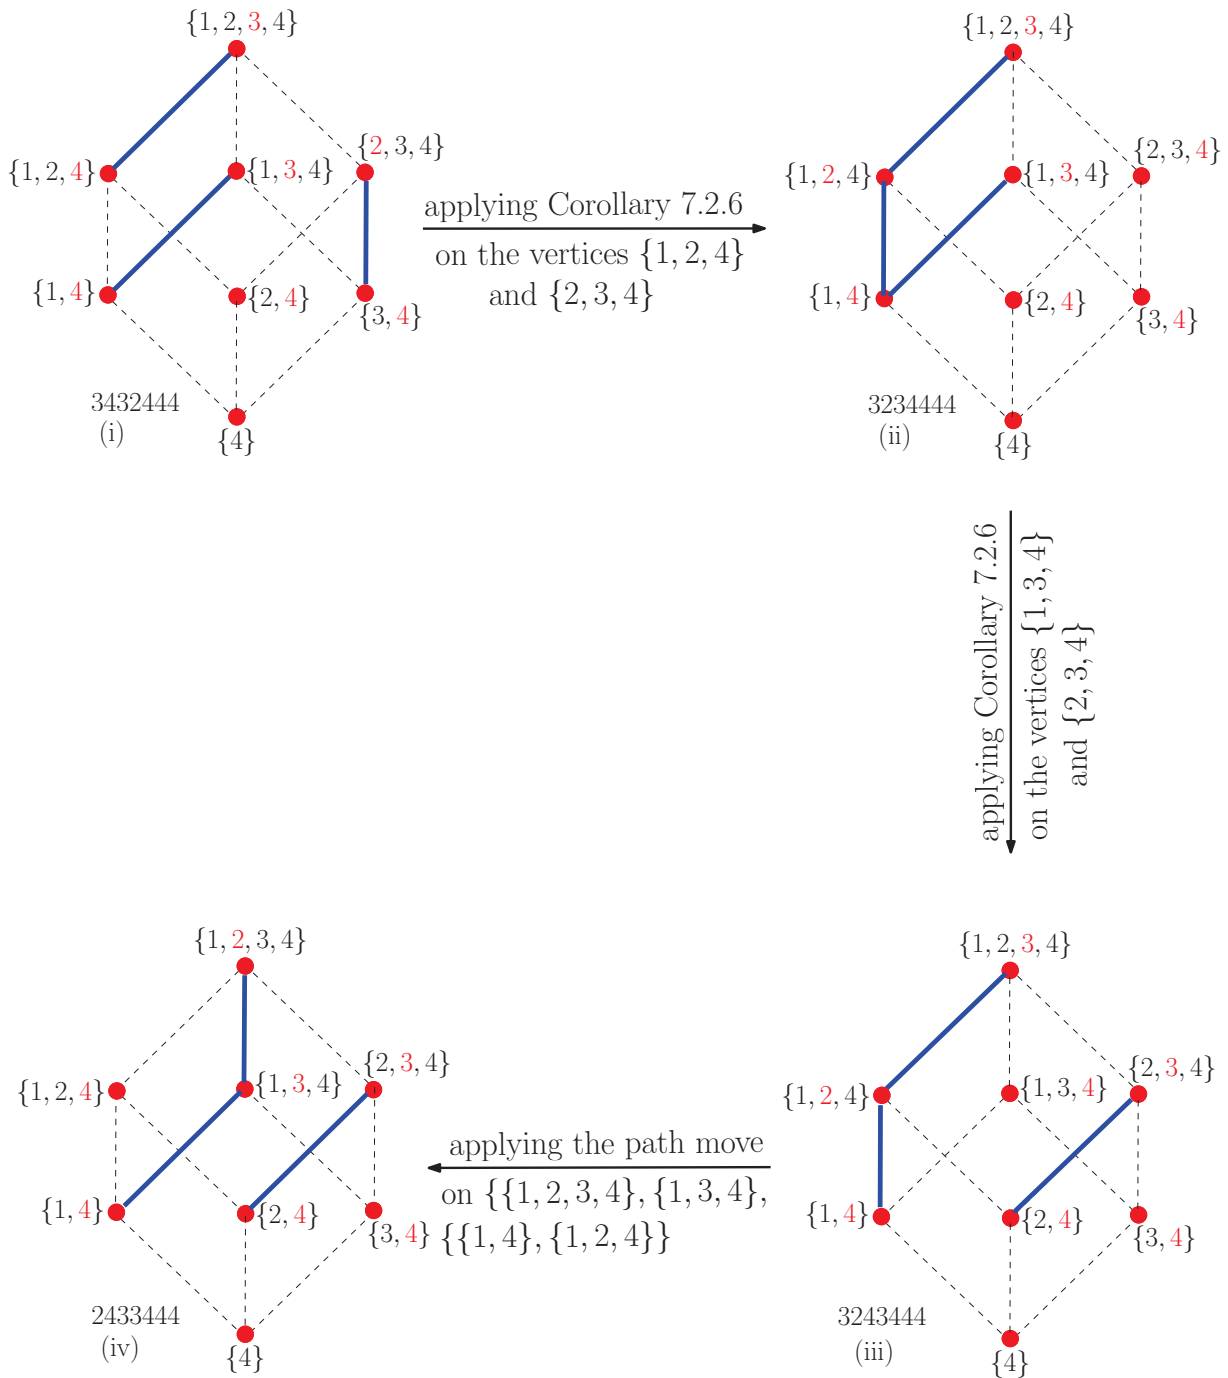 {1, 2, 3, 4}
{1, 2, 4}
{1, 3, 4}
{2, 3, 4}
{1, 4}
{2, 4}
{3, 4}
{4}
3432444
(i)
applying Corollary 7.2.6
on the vertices {1, 2, 4}
and {2, 3, 4}
{1, 2, 3, 4}
{1, 2, 4}
{1, 3, 4}
{2, 3, 4}
{1, 4}
{2, 4}
{3, 4}
{4}
3234444
(ii)
applying Corollary 7.2.6
on the vertices {1, 3, 4}
and {2, 3, 4}
{1, 2, 3, 4}
{1, 2, 4}
{1, 3, 4}
{2, 3, 4}
{1, 4}
{2, 4}
{3, 4}
{4}
3243444
(iii)
applying the path move
on {{1, 2, 3, 4}, {1, 3, 4},
{{1, 4}, {1, 2, 4}}
{1, 2, 3, 4}
{1, 2, 4}
{1, 3, 4}
{2, 3, 4}
{1, 4}
{2, 4}
{3, 4}
{4}
2433444
(iv)